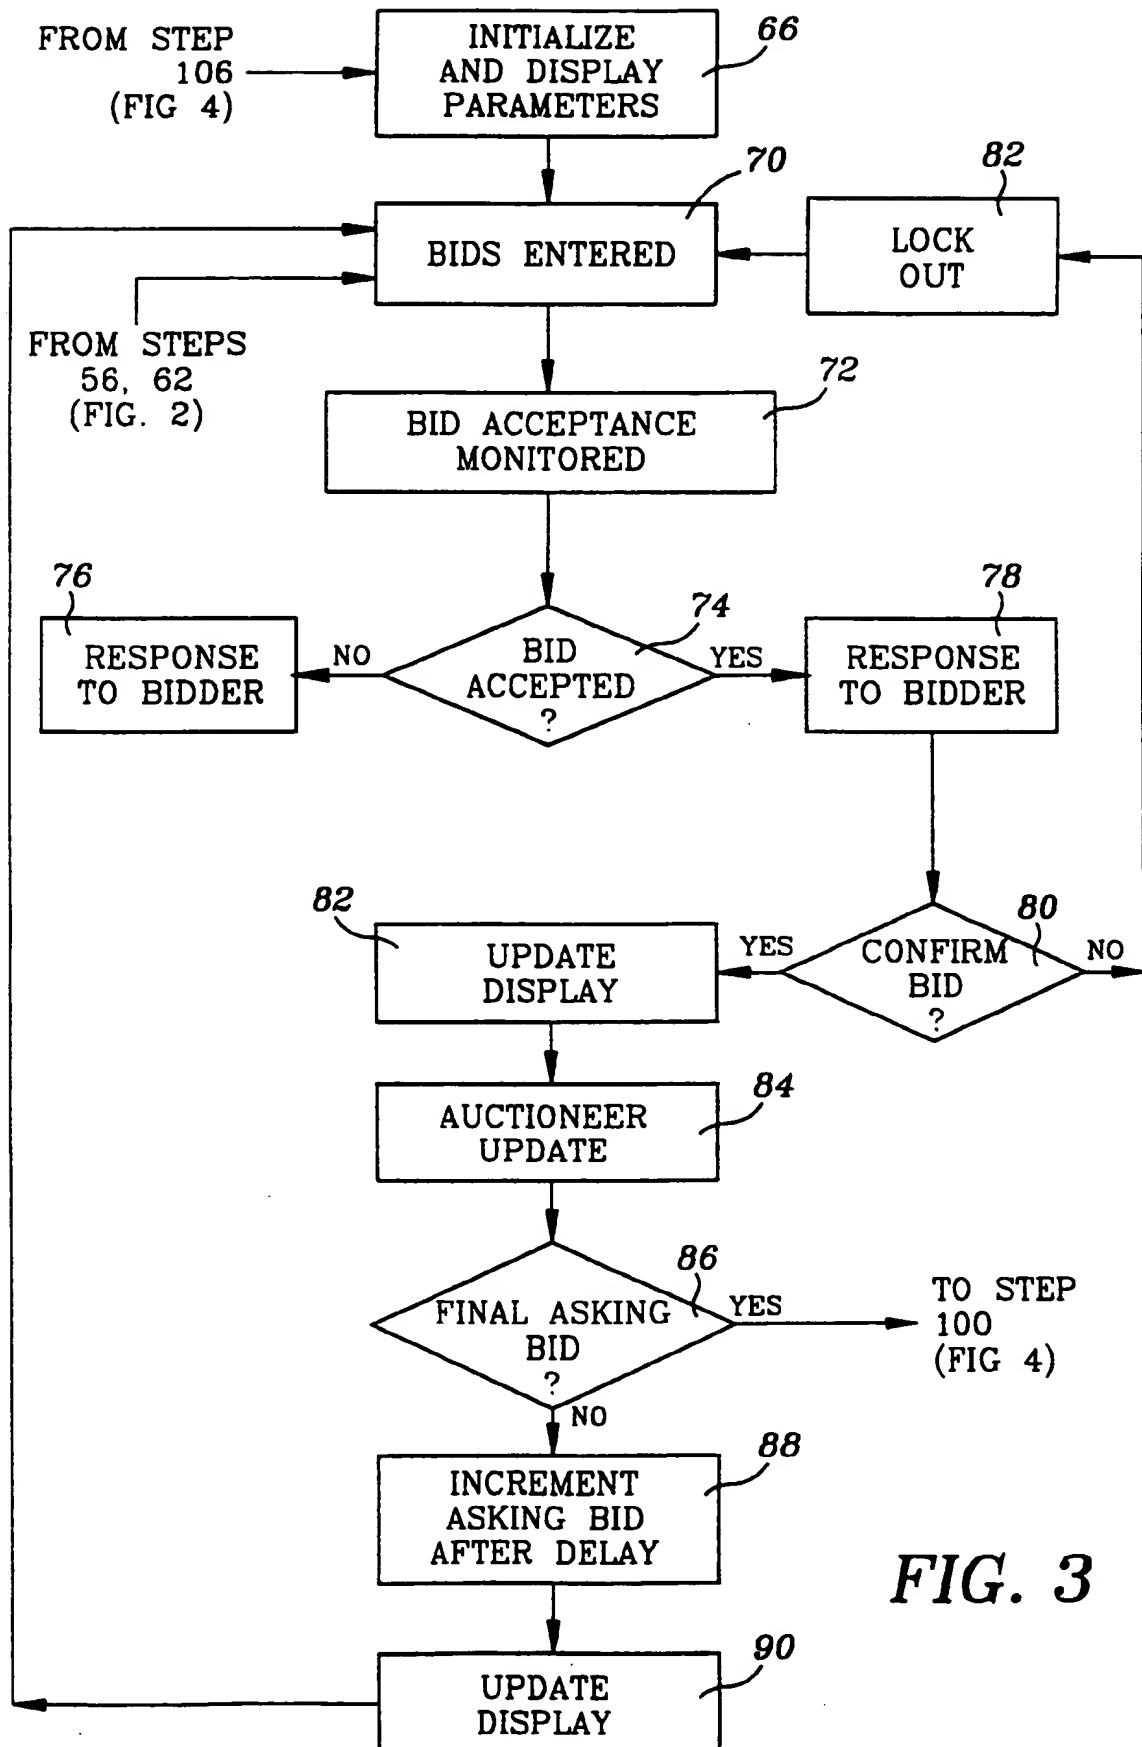 FROM STEP
106
(FIG 4)
INITIALIZE
AND DISPLAY
PARAMETERS
66
70
82
BIDS ENTERED
LOCK
OUT
FROM STEPS
56, 62
(FIG. 2)
72
BID ACCEPTANCE
MONITORED
76
74
78
RESPONSE
TO BIDDER
NO
BID
ACCEPTED
?
YES
RESPONSE
TO BIDDER
82
UPDATE
DISPLAY
YES
80
CONFIRM
BID
?
NO
84
AUCTIONEER
UPDATE
86
FINAL ASKING
BID
?
YES
TO STEP
100
(FIG 4)
NO
88
INCREMENT
ASKING BID
AFTER DELAY
FIG. 3
90
UPDATE
DISPLAY